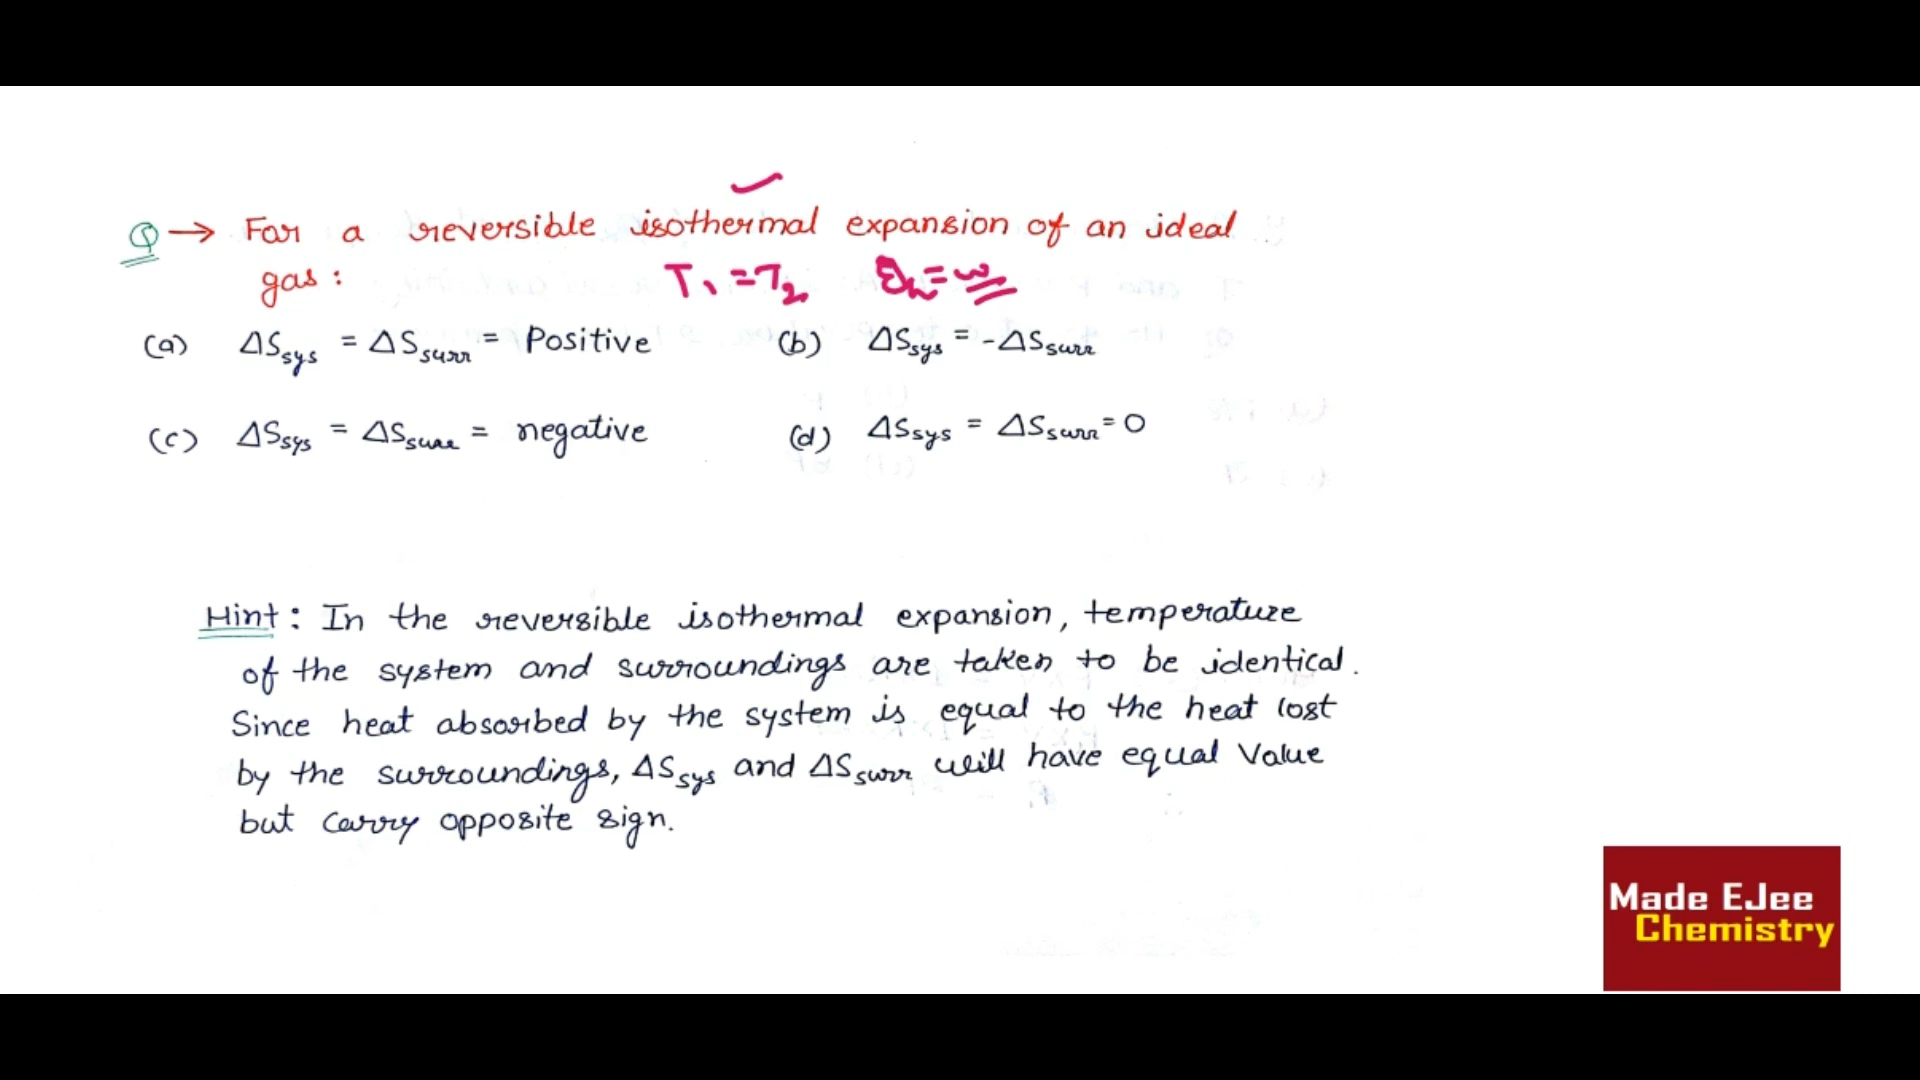 Q → For a reversible isothermal expansion of an ideal
gas :
T₁ = T₂
= w
(a) ΔSsys = ΔSsurr = Positive (b) ΔSsys = -ΔSsurr
(c) ΔSsys = ΔSsurr = negative (d) ΔSsys = ΔSsurr = 0
Hint : In the reversible isothermal expansion, temperature
of the system and surroundings are taken to be identical.
Since heat absorbed by the system is equal to the heat lost
by the surroundings, ΔSsys and ΔSsurr will have equal Value
but carry opposite sign.
Made EJee
Chemistry